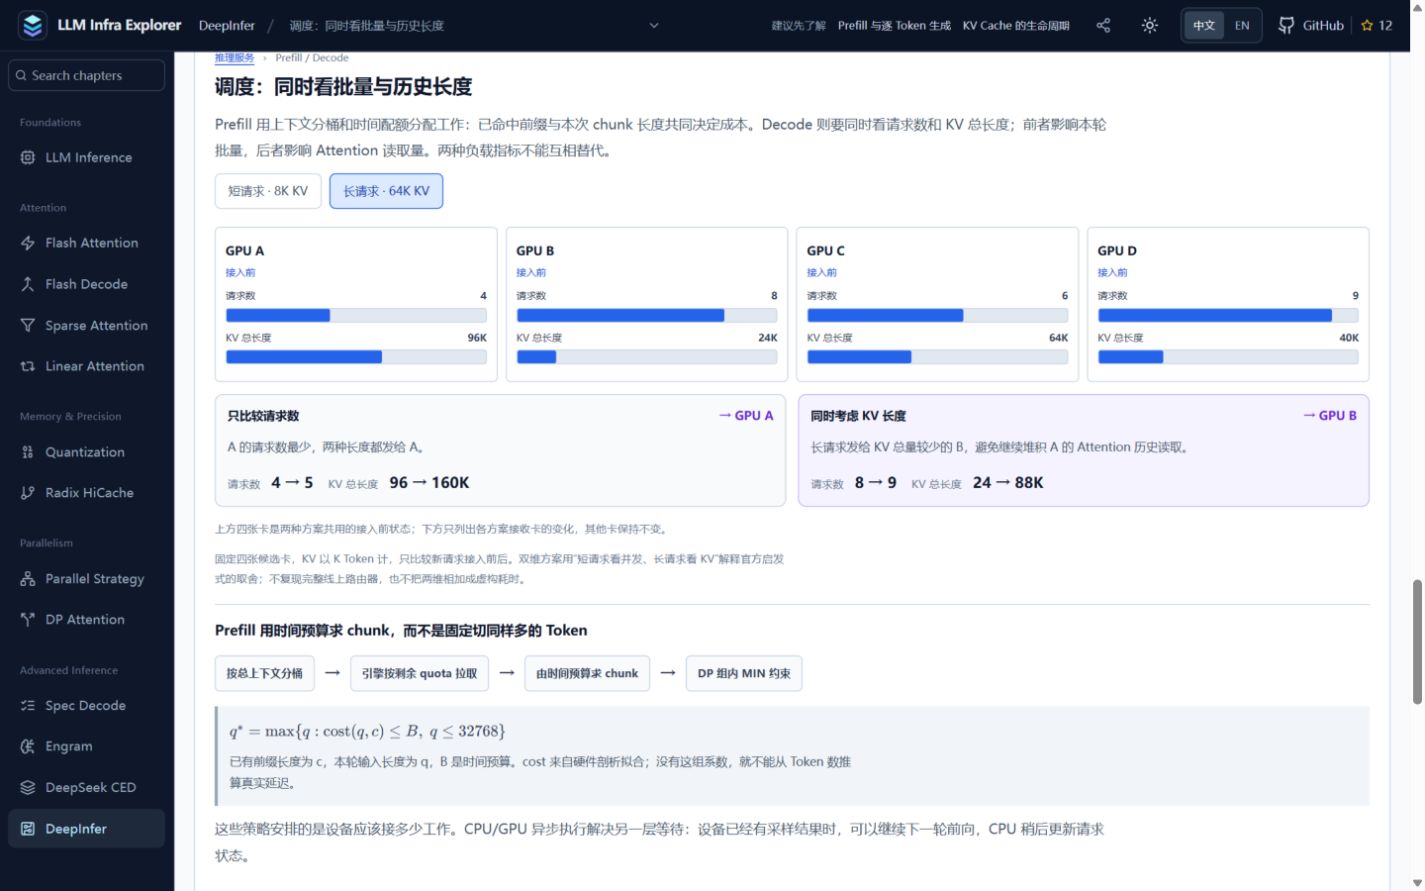 LLM Infra Explorer
DeepInfer / 调度：同时看批量与历史长度
建议先了解 Prefill 与逐 Token 生成 KV Cache 的生命周期
中文 EN GitHub 12
Search chapters
Foundations
LLM Inference
Attention
Flash Attention
Flash Decode
Sparse Attention
Linear Attention
Memory & Precision
Quantization
Radix HiCache
Parallelism
Parallel Strategy
DP Attention
Advanced Inference
Spec Decode
Engram
DeepSeek CED
DeepInfer
推理服务 › Prefill / Decode
调度：同时看批量与历史长度
Prefill 用上下文分桶和时间配额分配工作：已命中前缀与本次 chunk 长度共同决定成本。Decode 则要同时看请求数和 KV 总长度；前者影响本轮
批量，后者影响 Attention 读取量。两种负载指标不能互相替代。
短请求 · 8K KV 长请求 · 64K KV
GPU A
接入前
请求数 4
KV 总长度 96K
GPU B
接入前
请求数 8
KV 总长度 24K
GPU C
接入前
请求数 6
KV 总长度 64K
GPU D
接入前
请求数 9
KV 总长度 40K
只比较请求数 → GPU A
A 的请求数最少，两种长度都发给 A。
请求数 4 → 5 KV 总长度 96 → 160K
同时考虑 KV 长度 → GPU B
长请求发给 KV 总量较少的 B，避免继续堆积 A 的 Attention 历史读取。
请求数 8 → 9 KV 总长度 24 → 88K
上方四张卡是两种方案共用的接入前状态；下方只列出各方案接收卡的变化，其他卡保持不变。
固定四张候选卡，KV 以 K Token 计，只比较新请求接入前后。双维方案用“短请求看并发、长请求看 KV”解释官方启发
式的取舍；不复现完整线上路由器，也不把两维相加成虚构耗时。
Prefill 用时间预算求 chunk，而不是固定切同样多的 Token
按总上下文分桶 → 引擎按剩余 quota 拉取 → 由时间预算求 chunk → DP 组内 MIN 约束
q* = max{q : cost(q, c) ≤ B, q ≤ 32768}
已有前缀长度为 c，本轮输入长度为 q，B 是时间预算。cost 来自硬件剖析拟合；没有这组系数，就不能从 Token 数推
算真实延迟。
这些策略安排的是设备应该接多少工作。CPU/GPU 异步执行解决另一层等待：设备已经有采样结果时，可以继续下一轮前向，CPU 稍后更新请求
状态。